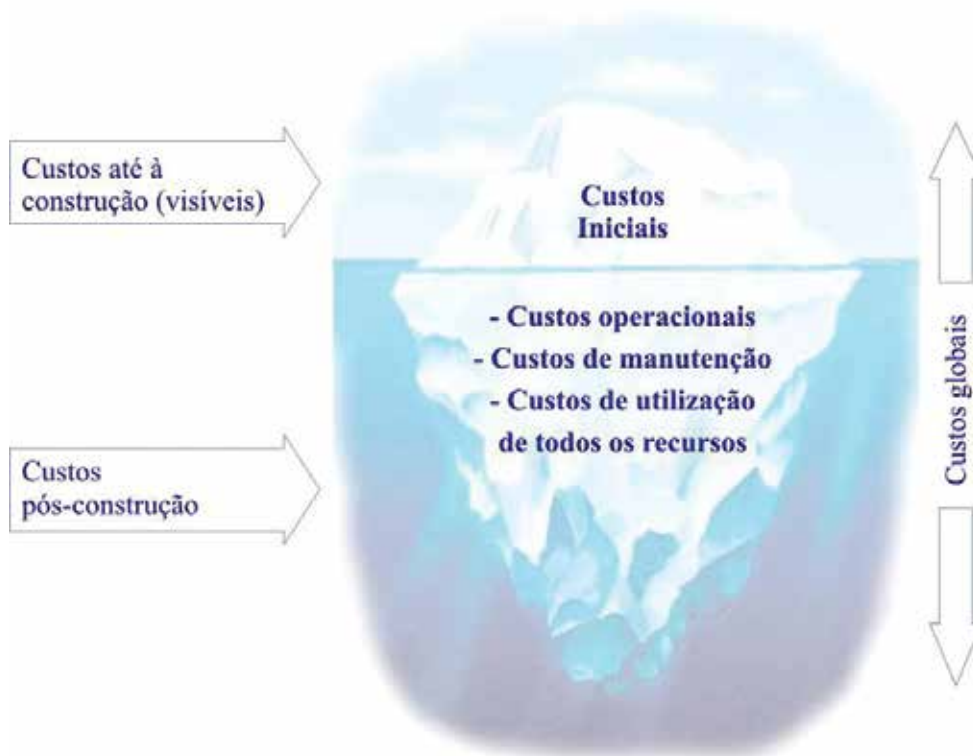 Custos até à
construção (visíveis)
Custos
Iniciais
- Custos operacionais
- Custos de manutenção
- Custos de utilização
de todos os recursos
Custos
pós-construção
Custos globais